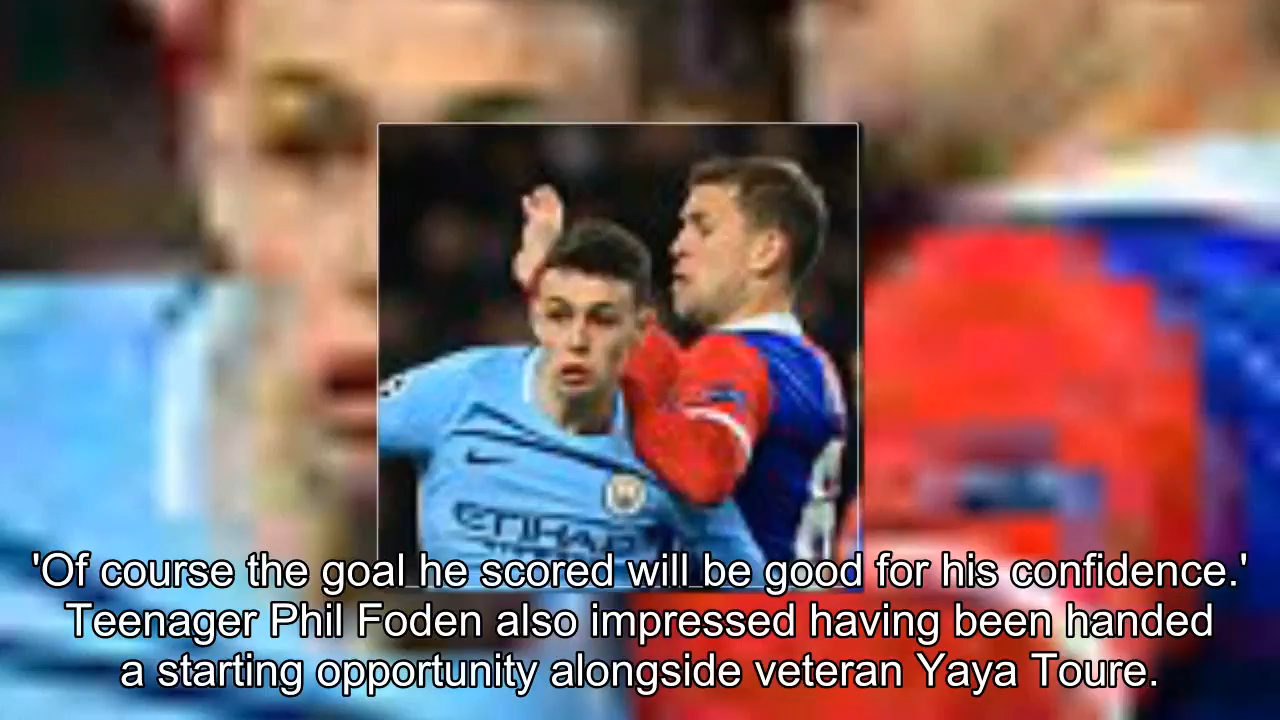 ETIHAD
'Of course the goal he scored will be good for his confidence.'
Teenager Phil Foden also impressed having been handed
a starting opportunity alongside veteran Yaya Toure.